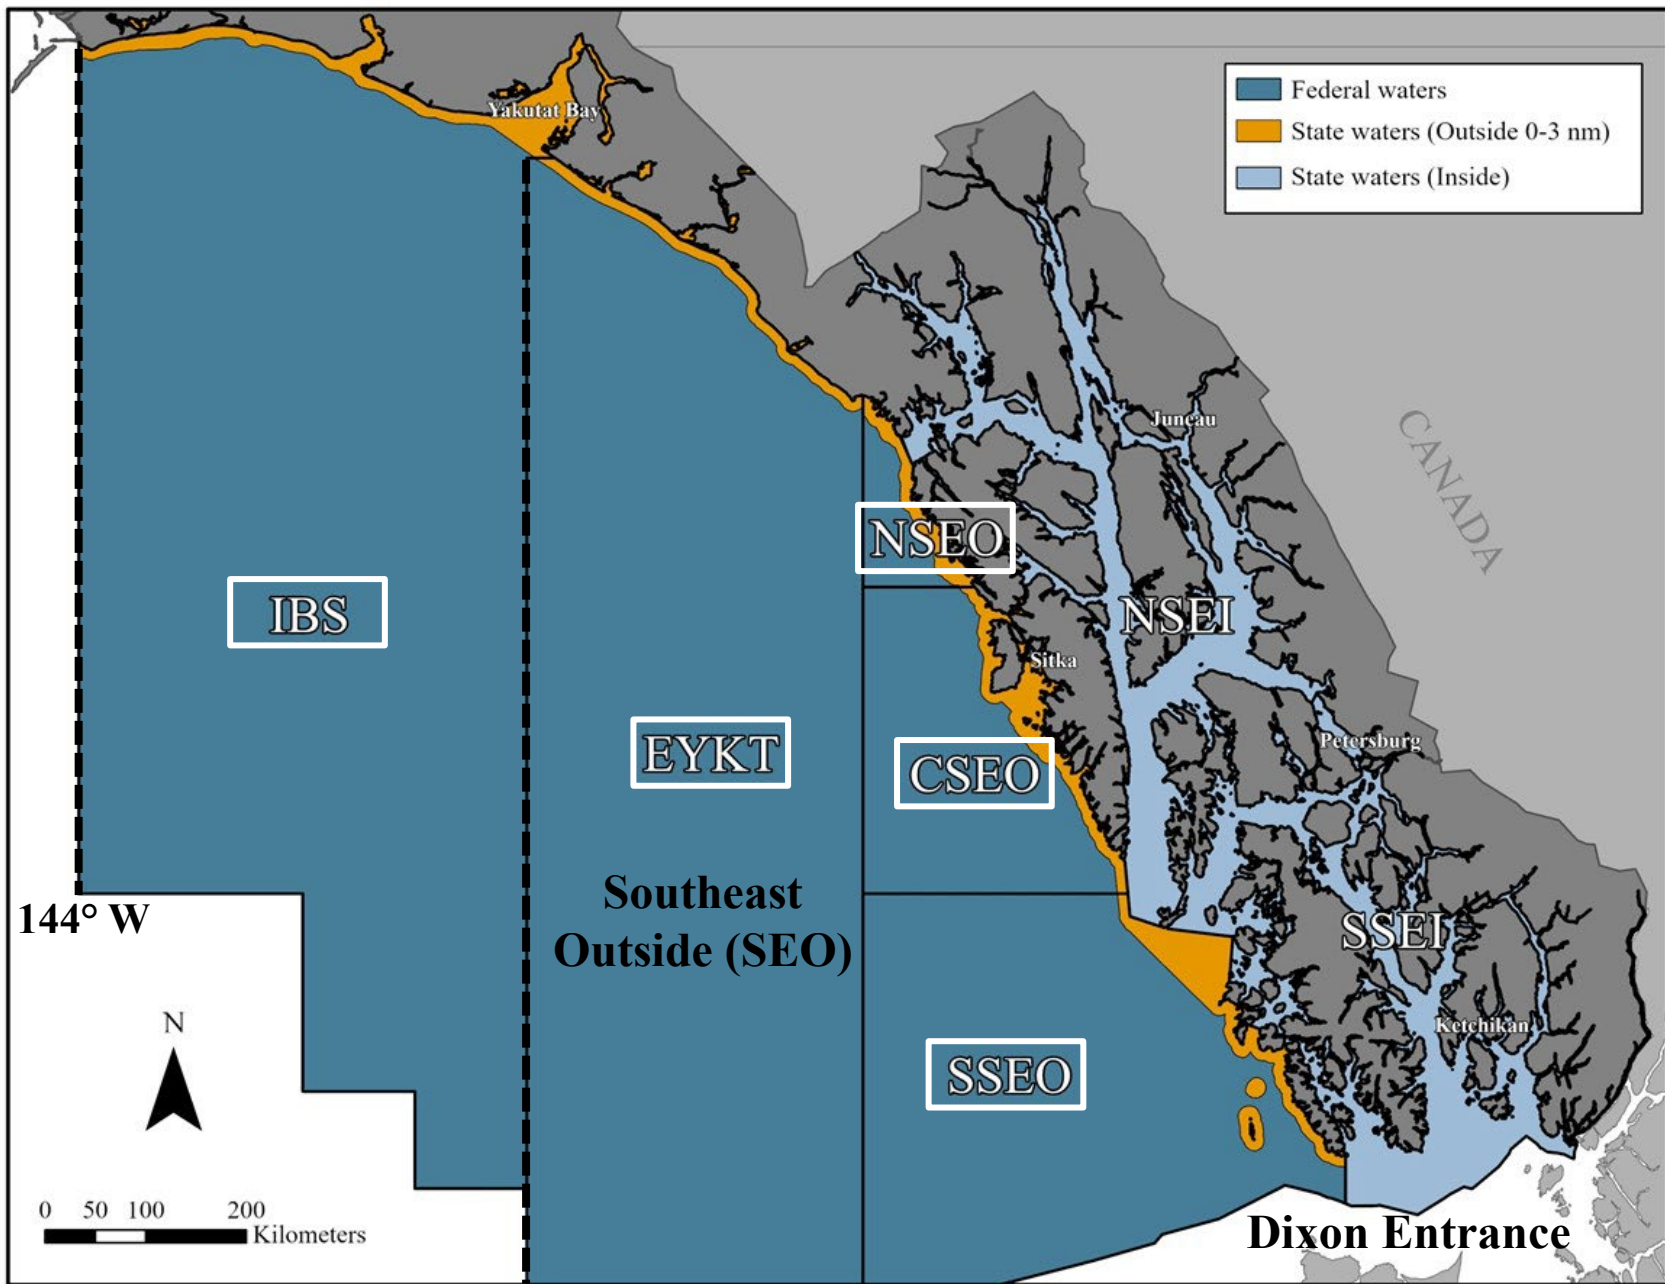 Federal waters
State waters (Outside 0-3 nm)
State waters (Inside)
Yakutat Bay
Juneau
CANADA
NSEO
IBS
NSEI
Sitka
EYKT
CSEO
Petersburg
Southeast
Outside (SEO)
144° W
SSEI
N
Ketchikan
SSEO
0 50 100 200
Kilometers
Dixon Entrance